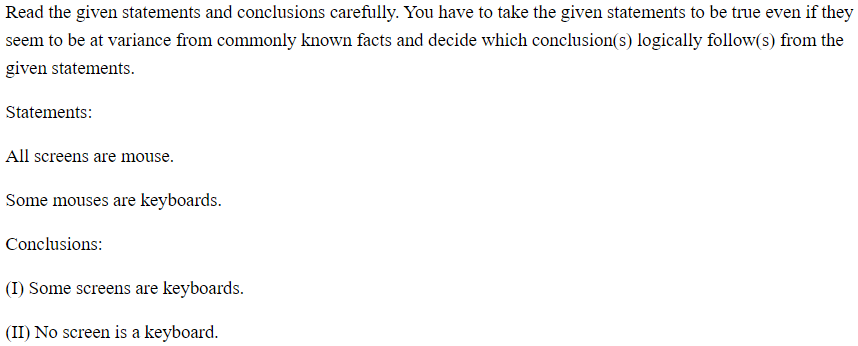 Read the given statements and conclusions carefully. You have to take the given statements to be true even if they
seem to be at variance from commonly known facts and decide which conclusion(s) logically follow(s) from the
given statements.
Statements:
All screens are mouse.
Some mouses are keyboards.
Conclusions:
(I) Some screens are keyboards.
(II) No screen is a keyboard.